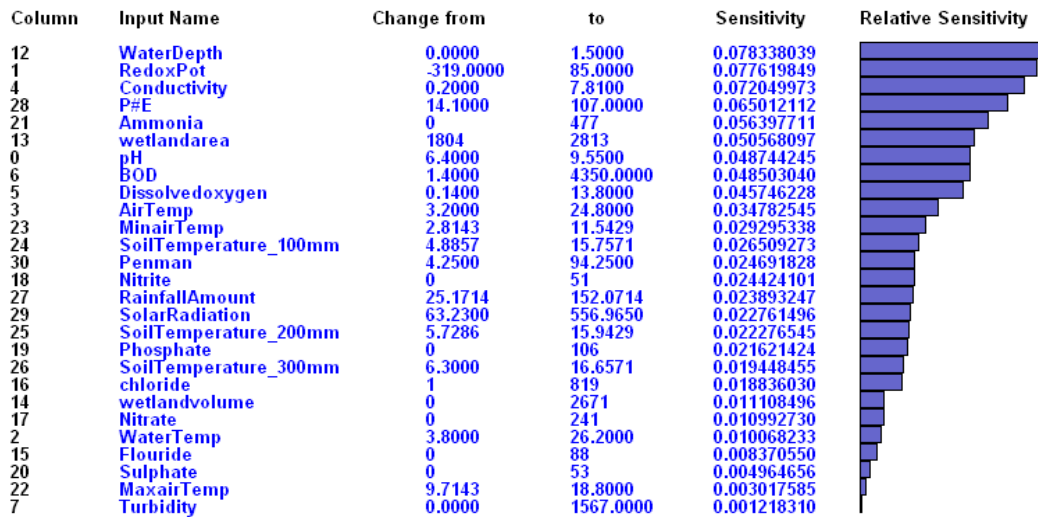 Column Input Name Change from to Sensitivity Relative Sensitivity
12 WaterDepth 0.0000 1.5000 0.078338039
1 RedoxPot -319.0000 85.0000 0.077619849
4 Conductivity 0.2000 7.8100 0.072049973
28 P#E 14.1000 107.0000 0.065012112
21 Ammonia 0 477 0.056397711
13 wetlandarea 1804 2813 0.050568097
0 pH 6.4000 9.5500 0.048744245
6 BOD 1.4000 4350.0000 0.048503040
5 Dissolvedoxygen 0.1400 13.8000 0.045746228
3 AirTemp 3.2000 24.8000 0.034782545
23 MinairTemp 2.8143 11.5429 0.029295338
24 SoilTemperature_100mm 4.8857 15.7571 0.026509273
30 Penman 4.2500 94.2500 0.024691828
18 Nitrite 0 51 0.024424101
27 RainfallAmount 25.1714 152.0714 0.023893247
29 SolarRadiation 63.2300 556.9650 0.022761496
25 SoilTemperature_200mm 5.7286 15.9429 0.022276545
19 Phosphate 0 106 0.021621424
26 SoilTemperature_300mm 6.3000 16.6571 0.019448455
16 chloride 1 819 0.018836030
14 wetlandvolume 0 2671 0.011108496
17 Nitrate 0 241 0.010992730
2 WaterTemp 3.8000 26.2000 0.010068233
15 Flouride 0 88 0.008370550
20 Sulphate 0 53 0.004964656
22 MaxairTemp 9.7143 18.8000 0.003017585
7 Turbidity 0.0000 1567.0000 0.001218310